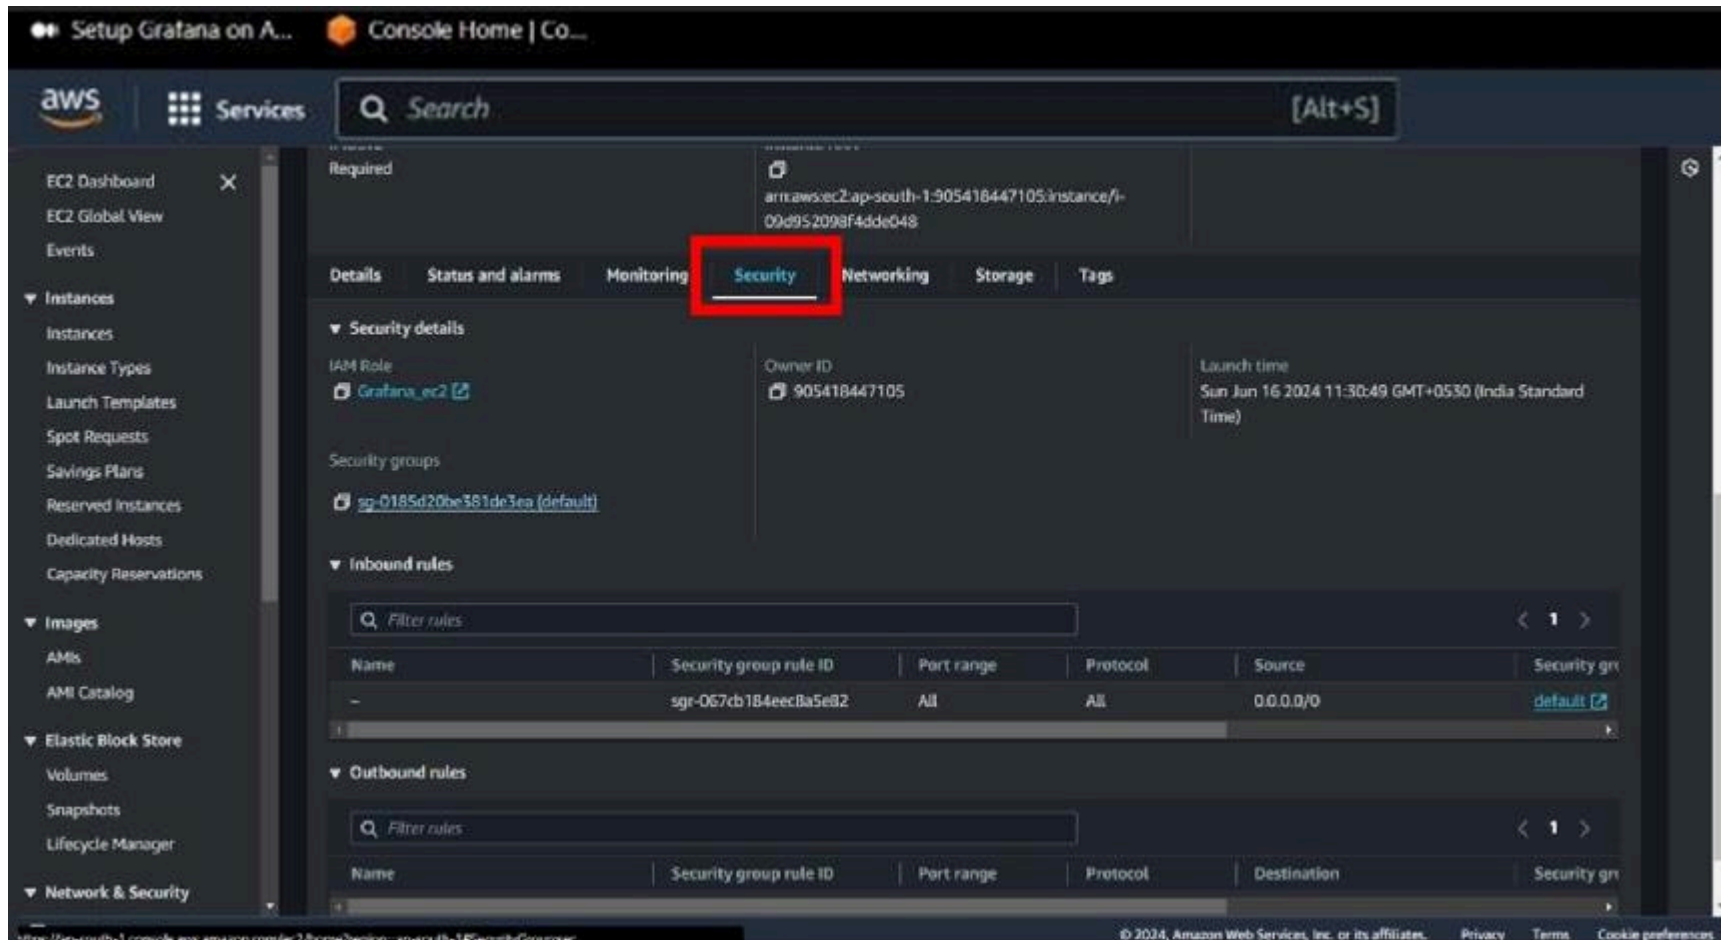 Setup Grafana on A...
Console Home | Co...
aws
Services
Search
[Alt+S]
EC2 Dashboard
EC2 Global View
Events
Instances
Instances
Instance Types
Launch Templates
Spot Requests
Savings Plans
Reserved Instances
Dedicated Hosts
Capacity Reservations
Images
AMIs
AMI Catalog
Elastic Block Store
Volumes
Snapshots
Lifecycle Manager
Network & Security
Required
arn:aws:ec2:ap-south-1:905418447105:instance/i-
09d952098f4dde048
Details
Status and alarms
Monitoring
Security
Networking
Storage
Tags
Security details
IAM Role
Grafana_ec2
Owner ID
905418447105
Launch time
Sun Jun 16 2024 11:30:49 GMT+0530 (India Standard
Time)
Security groups
sg-0185d20be381de3ea (default)
Inbound rules
Filter rules
< 1 >
Name Security group rule ID Port range Protocol Source Security gro
– sgr-067cb184eec8a5e82 All All 0.0.0.0/0 default
Outbound rules
Filter rules
< 1 >
Name Security group rule ID Port range Protocol Destination Security gro
© 2024, Amazon Web Services, Inc. or its affiliates. Privacy Terms Cookie preferences